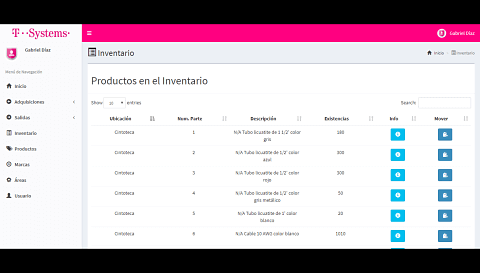 T··Systems·
Gabriel Díaz
Gabriel Díaz
Menú de Navegación
Inicio
Adquisiciones
Salidas
Inventario
Productos
Marcas
Áreas
Usuario
Inventario
Inicio
Inventario
Productos en el Inventario
Show
entries
Search:
Ubicación Num. Parte Descripción Existencias Info Mover
Cintoteca 1 N/A Tubo licuatite de 1 1/2' color gris 180
Cintoteca 2 N/A Tubo licuatite de 1/2' color azul 300
Cintoteca 3 N/A Tubo licuatite de 1/2' color rojo 300
Cintoteca 4 N/A Tubo licuatite de 1/2' color gris metálico 50
Cintoteca 5 N/A Tubo licuatite de 1' color blanco 20
Cintoteca 6 N/A Cable 10 AWG color blanco 1010